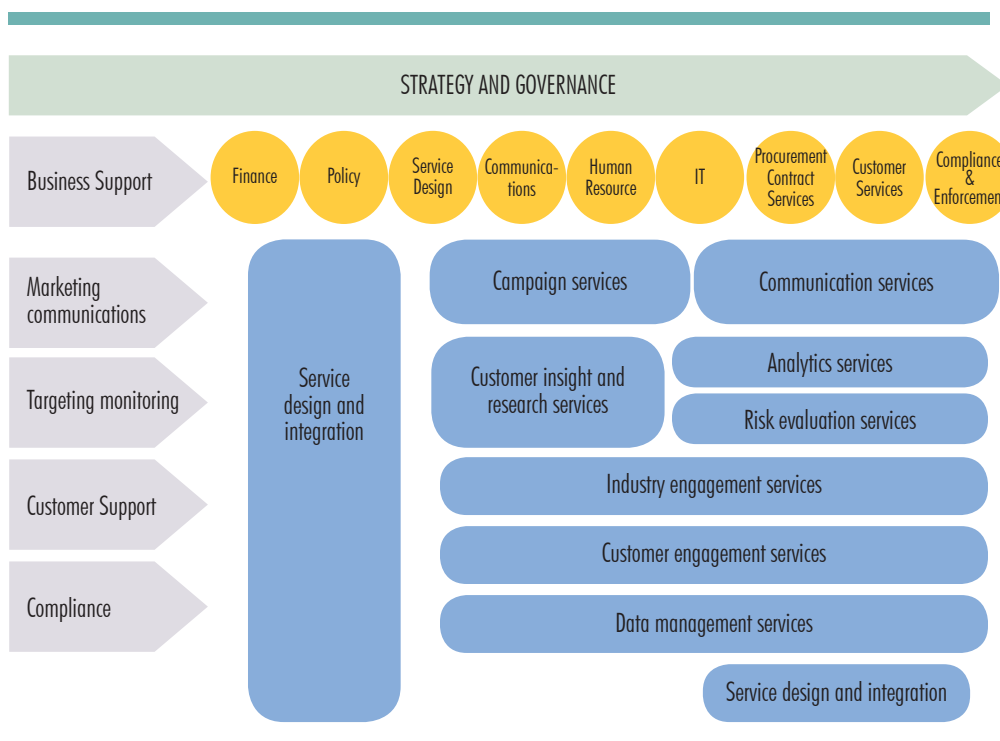 STRATEGY AND GOVERNANCE
Business Support
Finance
Policy
Service
Design
Communica-
tions
Human
Resource
IT
Procurement
Contract
Services
Customer
Services
Compliance
&
Enforcemen
Marketing
communications
Campaign services
Communication services
Targeting monitoring
Service
design and
integration
Customer insight and
research services
Analytics services
Risk evaluation services
Customer Support
Industry engagement services
Customer engagement services
Compliance
Data management services
Service design and integration